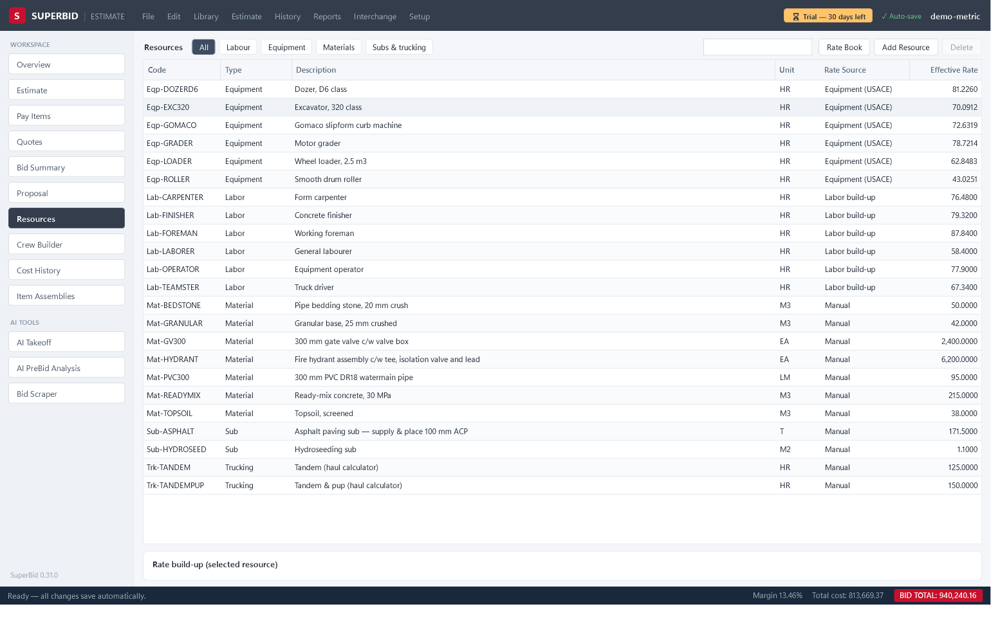 S SUPERBID | ESTIMATE File Edit Library Estimate History Reports Interchange Setup Trial — 30 days left ✓ Auto-save demo-metric
WORKSPACE
Overview
Estimate
Pay Items
Quotes
Bid Summary
Proposal
Resources
Crew Builder
Cost History
Item Assemblies
AI TOOLS
AI Takeoff
AI PreBid Analysis
Bid Scraper
SuperBid 0.31.0
Resources All Labour Equipment Materials Subs & trucking Rate Book Add Resource Delete
Code Type Description Unit Rate Source Effective Rate
Eqp-DOZERD6 Equipment Dozer, D6 class HR Equipment (USACE) 81.2260
Eqp-EXC320 Equipment Excavator, 320 class HR Equipment (USACE) 70.0912
Eqp-GOMACO Equipment Gomaco slipform curb machine HR Equipment (USACE) 72.6319
Eqp-GRADER Equipment Motor grader HR Equipment (USACE) 78.7214
Eqp-LOADER Equipment Wheel loader, 2.5 m3 HR Equipment (USACE) 62.8483
Eqp-ROLLER Equipment Smooth drum roller HR Equipment (USACE) 43.0251
Lab-CARPENTER Labor Form carpenter HR Labor build-up 76.4800
Lab-FINISHER Labor Concrete finisher HR Labor build-up 79.3200
Lab-FOREMAN Labor Working foreman HR Labor build-up 87.8400
Lab-LABORER Labor General labourer HR Labor build-up 58.4000
Lab-OPERATOR Labor Equipment operator HR Labor build-up 77.9000
Lab-TEAMSTER Labor Truck driver HR Labor build-up 67.3400
Mat-BEDSTONE Material Pipe bedding stone, 20 mm crush M3 Manual 50.0000
Mat-GRANULAR Material Granular base, 25 mm crushed M3 Manual 42.0000
Mat-GV300 Material 300 mm gate valve c/w valve box EA Manual 2,400.0000
Mat-HYDRANT Material Fire hydrant assembly c/w tee, isolation valve and lead EA Manual 6,200.0000
Mat-PVC300 Material 300 mm PVC DR18 watermain pipe LM Manual 95.0000
Mat-READYMIX Material Ready-mix concrete, 30 MPa M3 Manual 215.0000
Mat-TOPSOIL Material Topsoil, screened M3 Manual 38.0000
Sub-ASPHALT Sub Asphalt paving sub — supply & place 100 mm ACP T Manual 171.5000
Sub-HYDROSEED Sub Hydroseeding sub M2 Manual 1.1000
Trk-TANDEM Trucking Tandem (haul calculator) HR Manual 125.0000
Trk-TANDEMPUP Trucking Tandem & pup (haul calculator) HR Manual 150.0000
Rate build-up (selected resource)
Ready — all changes save automatically. Margin 13.46% Total cost: 813,669.37 BID TOTAL: 940,240.16